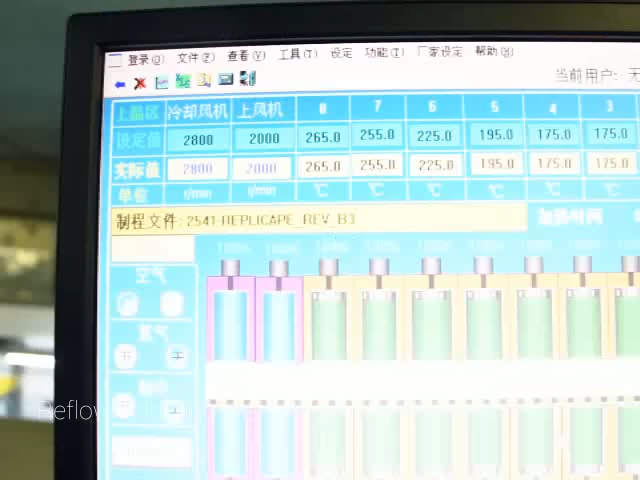 登录(O) 文件(F) 查看(V) 工具(T) 设定 功能(I) 厂家设定 帮助(H)
当前用户: 无
上温区 冷却风机 上风机 8 7 6 5 4 3
设定值 2800 2000 265.0 255.0 225.0 195.0 175.0 175.0
实际值 2800 2000 265.0 255.0 225.0 195.0 175.0 175.0
单位 r/min r/min ℃ ℃ ℃ ℃ ℃ ℃
制程文件: 2541-REPLICAPE_REV_B3 加热时间
空气
氮气
开 关
Reflow